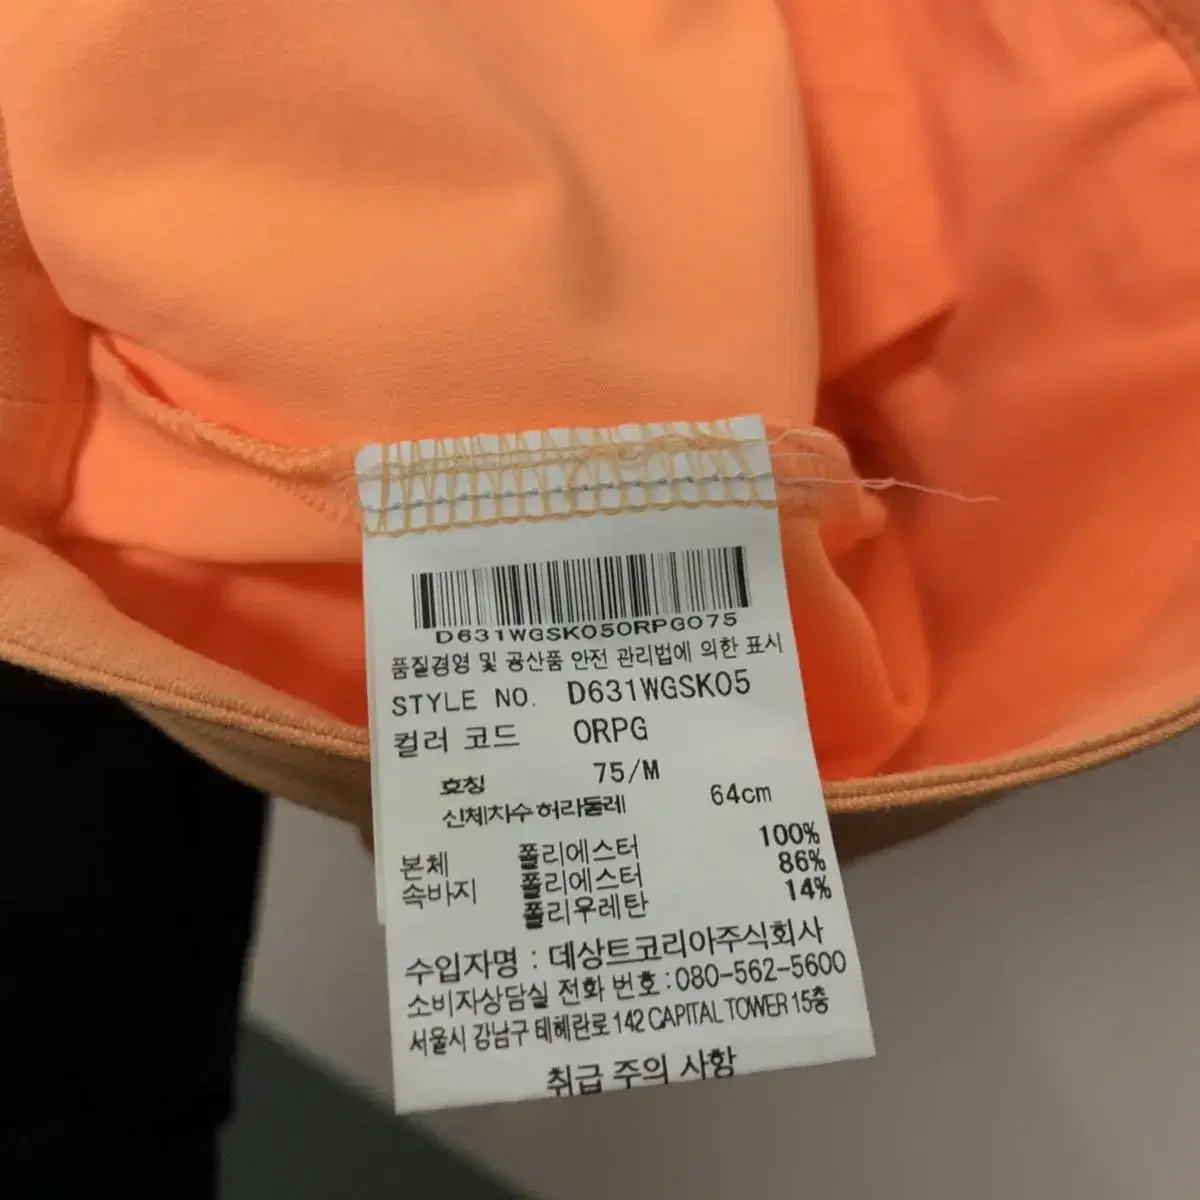 D631WGSK05ORPG075
품질경영 및 공산품 안전 관리법에 의한 표시
STYLE NO. D631WGSK05
컬러 코드 ORPG
호칭 75/M
신체치수 허리둘레 64cm
본체 폴리에스터 100%
속바지 폴리에스터 86%
폴리우레탄 14%
수입자명 : 데상트코리아주식회사
소비자상담실 전화 번호 : 080-562-5600
서울시 강남구 테헤란로 142 CAPITAL TOWER 15층
취급 주의 사항